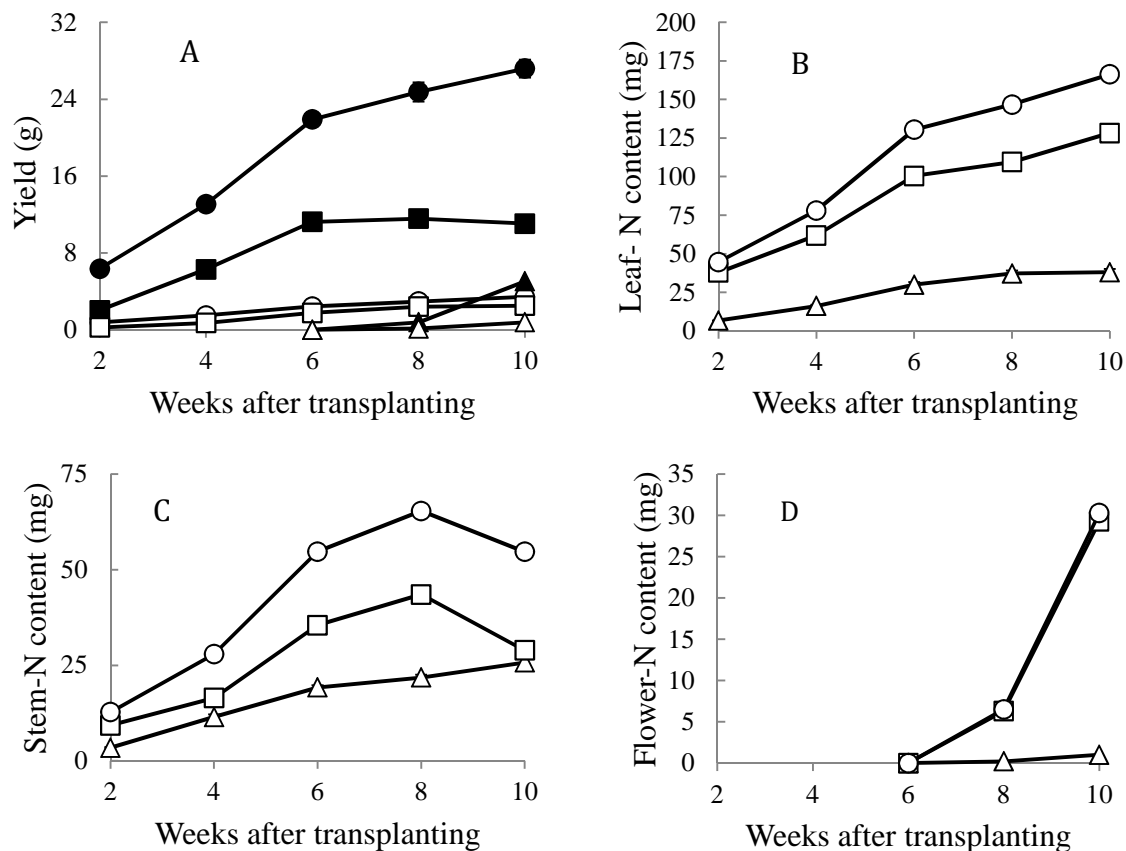 A
Yield (g)
32
24
16
8
0
2 4 6 8 10
Weeks after transplanting
B
Leaf- N content (mg)
200
175
150
125
100
75
50
25
0
2 4 6 8 10
Weeks after transplanting
C
Stem-N content (mg)
75
50
25
0
2 4 6 8 10
Weeks after transplanting
D
Flower-N content (mg)
35
30
25
20
15
10
5
0
2 4 6 8 10
Weeks after transplanting